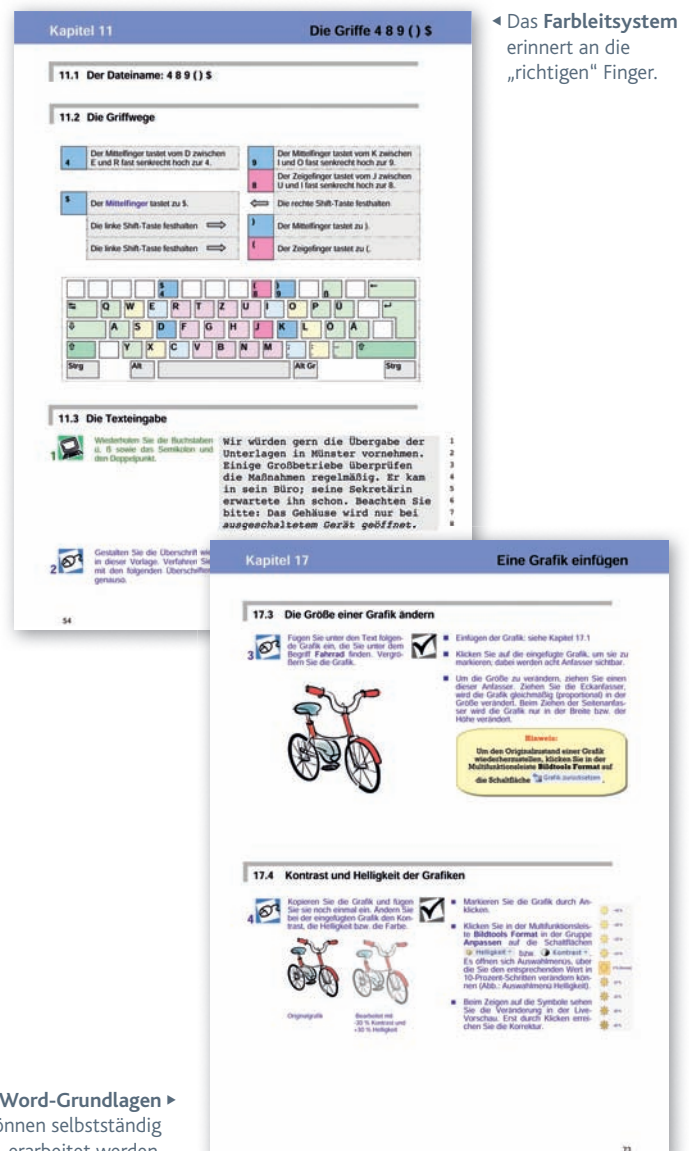 ◂ Das Farbleitsystem
erinnert an die
„richtigen" Finger.
Kapitel 11 Die Griffe 4 8 9 ( ) $
11.1 Der Dateiname: 4 8 9 ( ) $
11.2 Die Griffwege
4 Der Mittelfinger tastet vom D zwischen
E und R fast senkrecht hoch zur 4.
9 Der Mittelfinger tastet vom K zwischen
I und O fast senkrecht hoch zur 9.
8 Der Zeigefinger tastet vom J zwischen
U und I fast senkrecht hoch zur 8.
$ Der Mittelfinger tastet zu $. ⇦ Die rechte Shift-Taste festhalten
Die linke Shift-Taste festhalten ⇨ ) Der Mittelfinger tastet zu ).
Die linke Shift-Taste festhalten ⇨ ( Der Zeigefinger tastet zu (.
$ ( )
4 8 9 ß ←
Q W E R T Z U I O P Ü
A S D F G H J K L Ö Ä
Y X C V B N M ; : –
Strg Alt Alt Gr Strg
11.3 Die Texteingabe
1 Wiederholen Sie die Buchstaben
ü, ß sowie das Semikolon und
den Doppelpunkt.
Wir würden gern die Übergabe der 1
Unterlagen in Münster vornehmen. 2
Einige Großbetriebe überprüfen 3
die Maßnahmen regelmäßig. Er kam 4
in sein Büro; seine Sekretärin 5
erwartete ihn schon. Beachten Sie 6
bitte: Das Gehäuse wird nur bei 7
ausgeschaltetem Gerät geöffnet. 8
2 Gestalten Sie die Überschrift wie
in dieser Vorlage. Verfahren Sie
mit den folgenden Überschriften
genauso.
54
Kapitel 17 Eine Grafik einfügen
17.3 Die Größe einer Grafik ändern
3 Fügen Sie unter den Text folgen-
de Grafik ein, die Sie unter dem
Begriff Fahrrad finden. Vergrö-
ßern Sie die Grafik.
■ Einfügen der Grafik: siehe Kapitel 17.1
■ Klicken Sie auf die eingefügte Grafik, um sie zu
markieren; dabei werden acht Anfasser sichtbar.
■ Um die Größe zu verändern, ziehen Sie einen
dieser Anfasser. Ziehen Sie die Eckanfasser,
wird die Grafik gleichmäßig (proportional) in der
Größe verändert. Beim Ziehen der Seitenanfas-
ser wird die Grafik nur in der Breite bzw. der
Höhe verändert.
Hinweis:
Um den Originalzustand einer Grafik
wiederherzustellen, klicken Sie in der
Multifunktionsleiste Bildtools Format auf
die Schaltfläche Grafik zurücksetzen .
17.4 Kontrast und Helligkeit der Grafiken
4 Kopieren Sie die Grafik und fügen
Sie sie noch einmal ein. Ändern Sie
bei der eingefügten Grafik den Kon-
trast, die Helligkeit bzw. die Farbe.
Originalgrafik
Bearbeitet mit
-30 % Kontrast und
+30 % Helligkeit
■ Markieren Sie die Grafik durch An-
klicken.
■ Klicken Sie in der Multifunktionsleis-
te Bildtools Format in der Gruppe
Anpassen auf die Schaltflächen
Helligkeit bzw. Kontrast .
Es öffnen sich Auswahlmenüs, über
die Sie den entsprechenden Wert in
10-Prozent-Schritten verändern kön-
nen (Abb.: Auswahlmenü Helligkeit).
■ Beim Zeigen auf die Symbole sehen
Sie die Veränderung in der Live-
Vorschau. Erst durch Klicken errei-
chen Sie die Korrektur.
Word-Grundlagen ▸
önnen selbstständig
erarbeitet werden